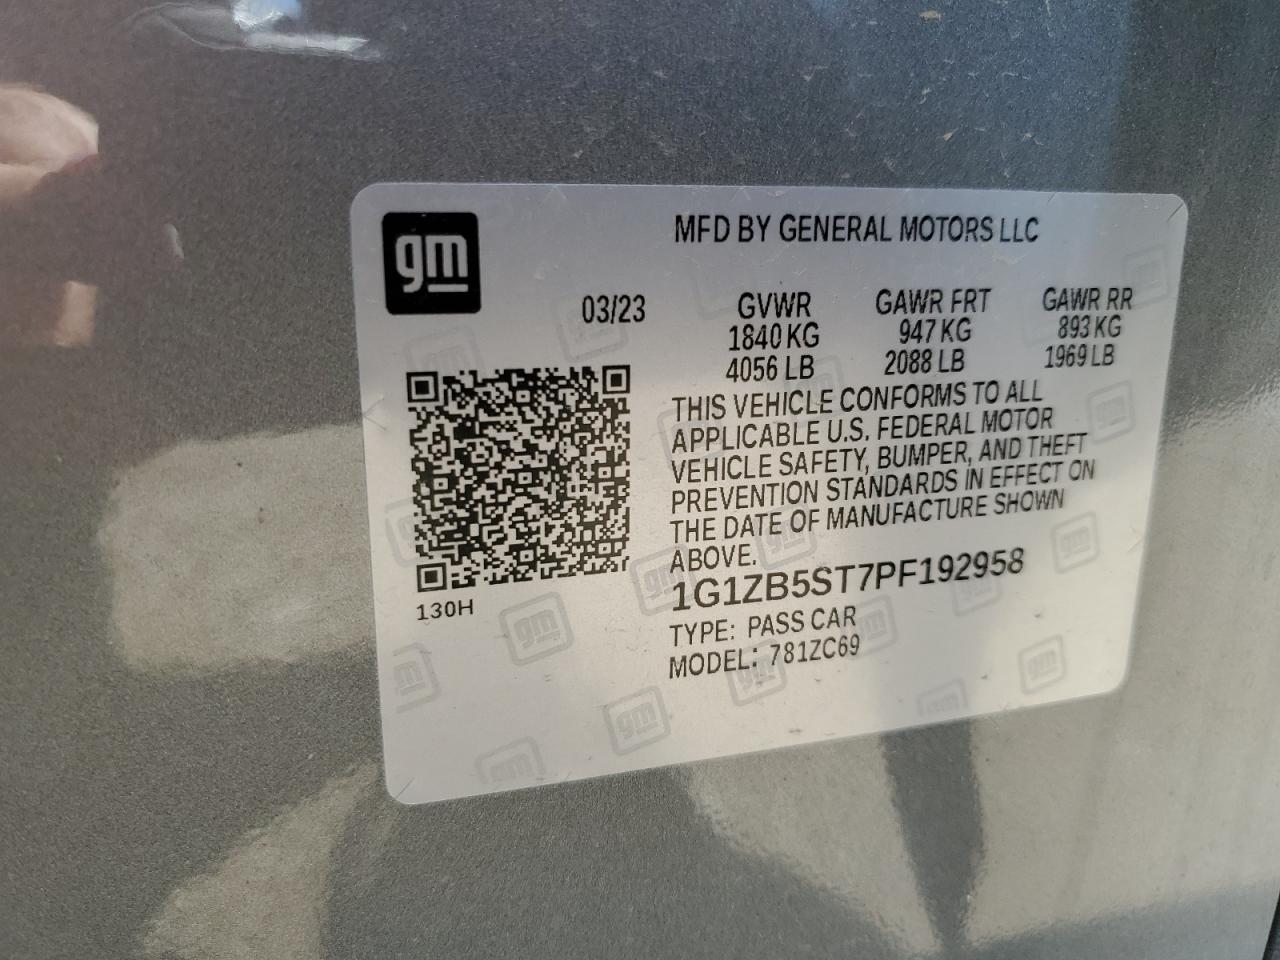 gm
MFD BY GENERAL MOTORS LLC
03/23 GVWR GAWR FRT GAWR RR
1840 KG 947 KG 893 KG
4056 LB 2088 LB 1969 LB
THIS VEHICLE CONFORMS TO ALL
APPLICABLE U.S. FEDERAL MOTOR
VEHICLE SAFETY, BUMPER, AND THEFT
PREVENTION STANDARDS IN EFFECT ON
THE DATE OF MANUFACTURE SHOWN
ABOVE.
1G1ZB5ST7PF192958
130H
TYPE: PASS CAR
MODEL: 781ZC69